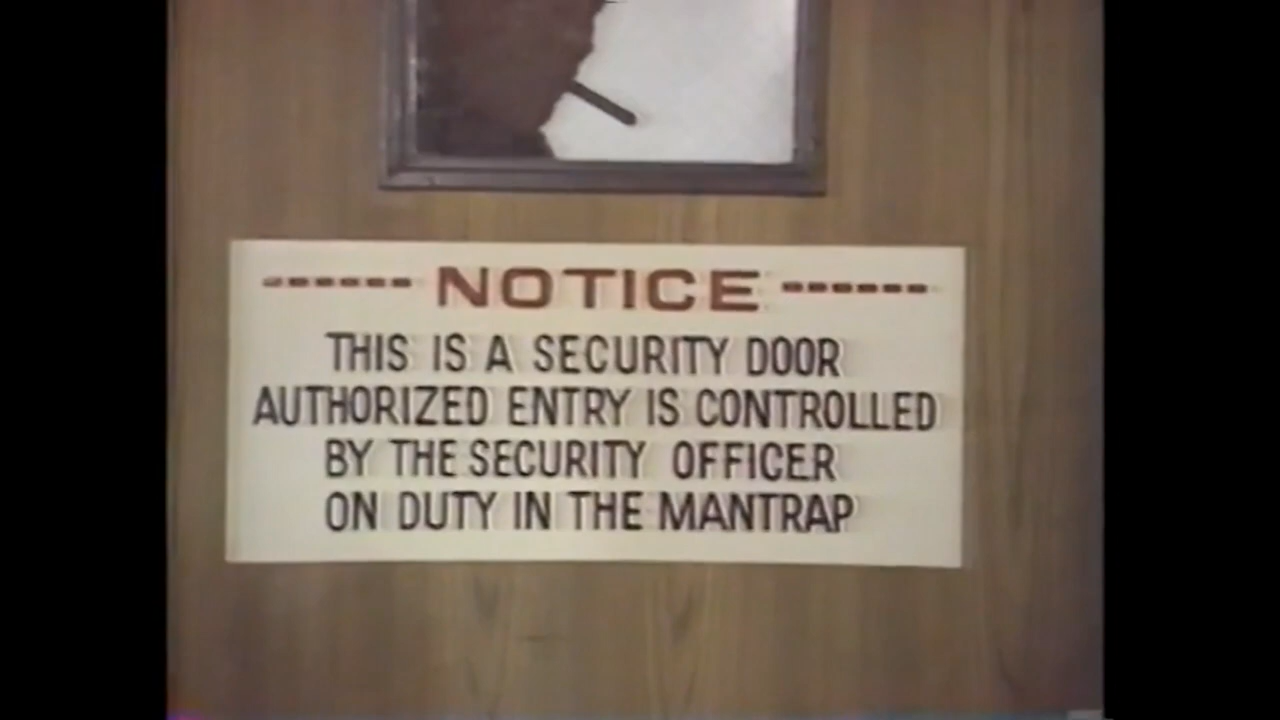 ------ NOTICE ------
THIS IS A SECURITY DOOR
AUTHORIZED ENTRY IS CONTROLLED
BY THE SECURITY OFFICER
ON DUTY IN THE MANTRAP